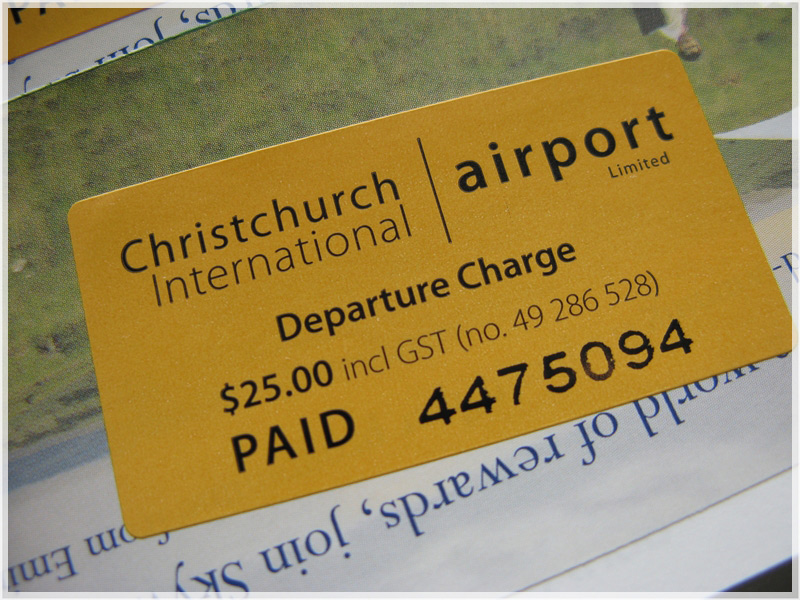 Christchurch International | airport Limited
Departure Charge
$25.00 incl GST (no. 49 286 528)
PAID 4475094
world of rewards, join Sky